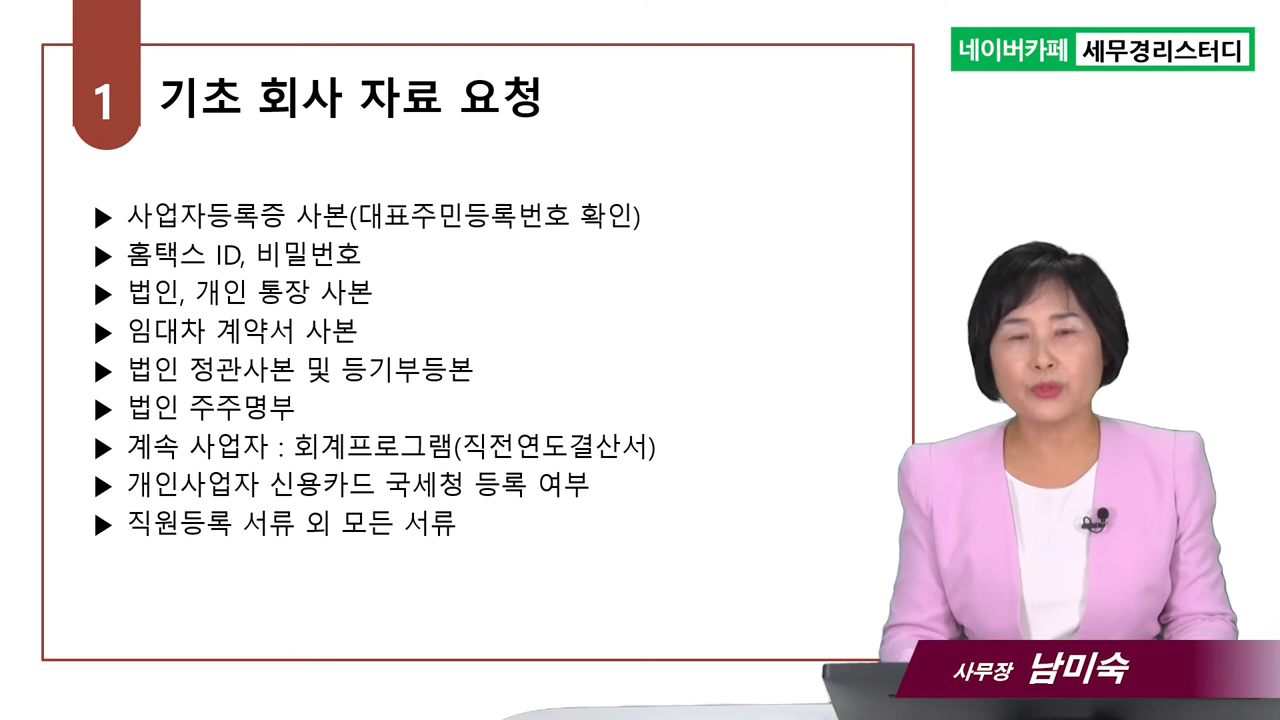 네이버카페 세무경리스터디
1 기초 회사 자료 요청
▶ 사업자등록증 사본(대표주민등록번호 확인)
▶ 홈택스 ID, 비밀번호
▶ 법인, 개인 통장 사본
▶ 임대차 계약서 사본
▶ 법인 정관사본 및 등기부등본
▶ 법인 주주명부
▶ 계속 사업자 : 회계프로그램(직전연도결산서)
▶ 개인사업자 신용카드 국세청 등록 여부
▶ 직원등록 서류 외 모든 서류
사무장 남미숙